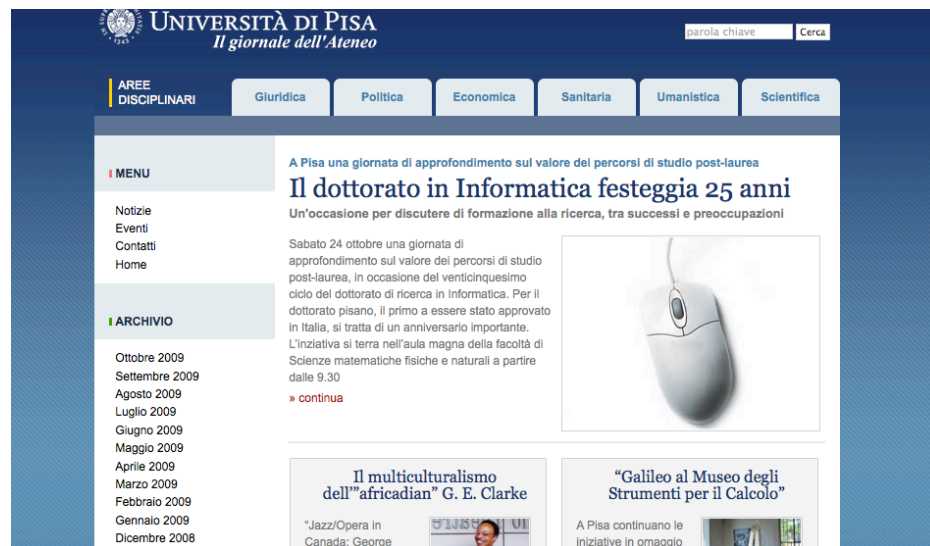 UNIVERSITÀ DI PISA
Il giornale dell'Ateneo
1343
parola chiave
Cerca
AREE
DISCIPLINARI
Giuridica
Politica
Economica
Sanitaria
Umanistica
Scientifica
MENU
Notizie
Eventi
Contatti
Home
ARCHIVIO
Ottobre 2009
Settembre 2009
Agosto 2009
Luglio 2009
Giugno 2009
Maggio 2009
Aprile 2009
Marzo 2009
Febbraio 2009
Gennaio 2009
Dicembre 2008
A Pisa una giornata di approfondimento sul valore dei percorsi di studio post-laurea
Il dottorato in Informatica festeggia 25 anni
Un'occasione per discutere di formazione alla ricerca, tra successi e preoccupazioni
Sabato 24 ottobre una giornata di
approfondimento sul valore dei percorsi di studio
post-laurea, in occasione del venticinquesimo
ciclo del dottorato di ricerca in Informatica. Per il
dottorato pisano, il primo a essere stato approvato
in Italia, si tratta di un anniversario importante.
L'inziativa si terra nell'aula magna della facoltà di
Scienze matematiche fisiche e naturali a partire
dalle 9.30
» continua
Il multiculturalismo
dell'”africadian” G. E. Clarke
“Jazz/Opera in
Canada: George
“Galileo al Museo degli
Strumenti per il Calcolo”
A Pisa continuano le
iniziative in omaggio